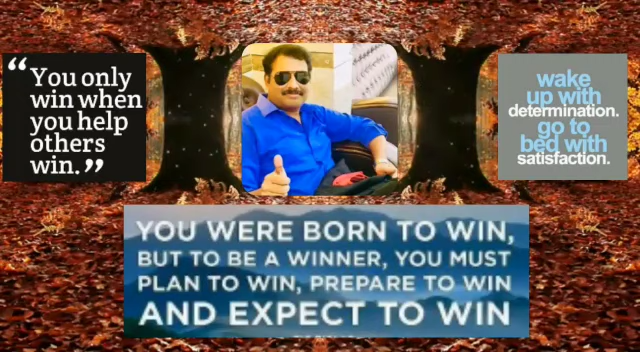 “You only
win when
you help
others
win.”
wake
up with
determination.
go to
bed with
satisfaction.
YOU WERE BORN TO WIN,
BUT TO BE A WINNER, YOU MUST
PLAN TO WIN, PREPARE TO WIN
AND EXPECT TO WIN